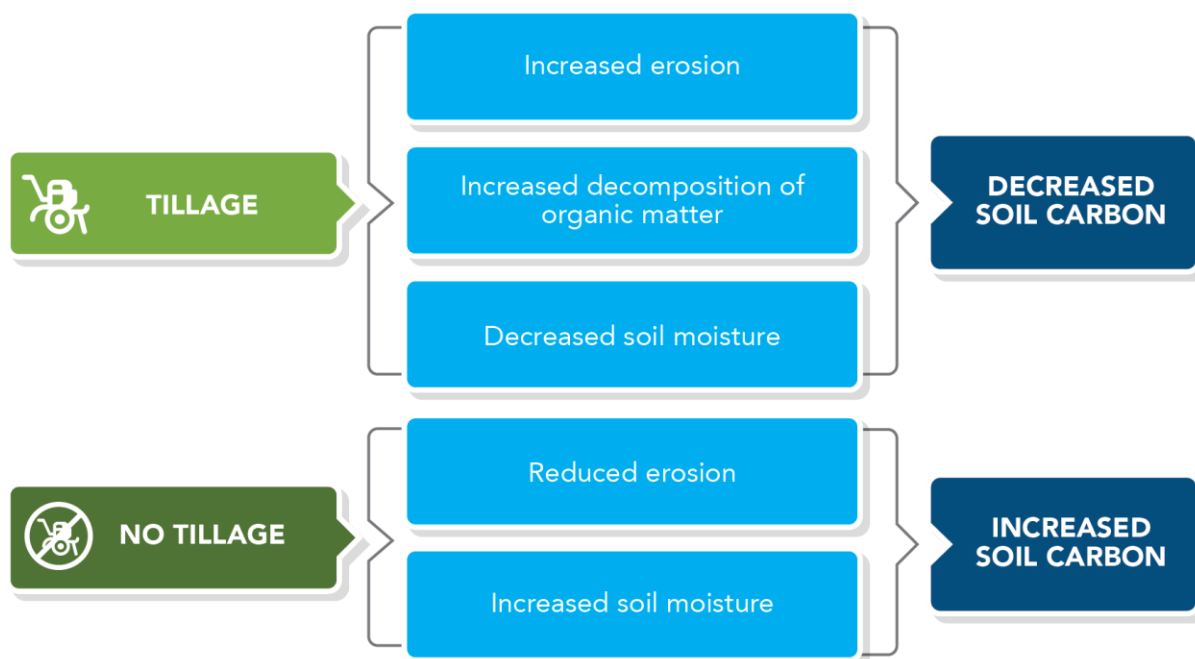 Increased erosion
TILLAGE
Increased decomposition of
organic matter
DECREASED
SOIL CARBON
Decreased soil moisture
Reduced erosion
NO TILLAGE
INCREASED
SOIL CARBON
Increased soil moisture